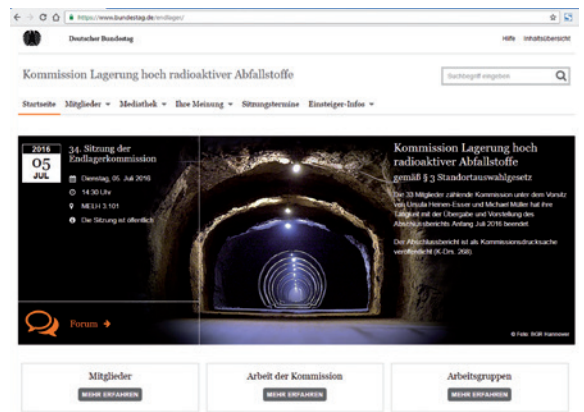 https://www.bundestag.de/endlager/
Deutscher Bundestag
Hilfe Inhaltsübersicht
Kommission Lagerung hoch radioaktiver Abfallstoffe
Suchbegriff eingeben
Startseite Mitglieder Mediathek Ihre Meinung Sitzungstermine Einsteiger-Infos
2016
05
JUL
34. Sitzung der
Endlagerkommission
Dienstag, 05. Juli 2016
14:30 Uhr
MELH 3.101
Die Sitzung ist öffentlich
Forum
Kommission Lagerung hoch
radioaktiver Abfallstoffe
gemäß § 3 Standortauswahlgesetz
Die 33 Mitglieder zählende Kommission unter dem Vorsitz
von Ursula Heinen-Esser und Michael Müller hat ihre
Tätigkeit mit der Übergabe und Vorstellung des
Abschlussberichts Anfang Juli 2016 beendet.
Der Abschlussbericht ist als Kommissionsdrucksache
veröffentlicht (K-Drs. 268)
© Foto: BGR Hannover
Mitglieder
MEHR ERFAHREN
Arbeit der Kommission
MEHR ERFAHREN
Arbeitsgruppen
MEHR ERFAHREN